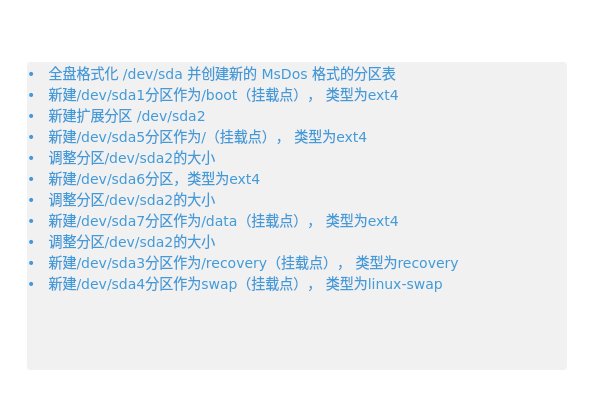 • 全盘格式化 /dev/sda 并创建新的 MsDos 格式的分区表
• 新建/dev/sda1分区作为/boot（挂载点）， 类型为ext4
• 新建扩展分区 /dev/sda2
• 新建/dev/sda5分区作为/（挂载点）， 类型为ext4
• 调整分区/dev/sda2的大小
• 新建/dev/sda6分区，类型为ext4
• 调整分区/dev/sda2的大小
• 新建/dev/sda7分区作为/data（挂载点）， 类型为ext4
• 调整分区/dev/sda2的大小
• 新建/dev/sda3分区作为/recovery（挂载点）， 类型为recovery
• 新建/dev/sda4分区作为swap（挂载点）， 类型为linux-swap